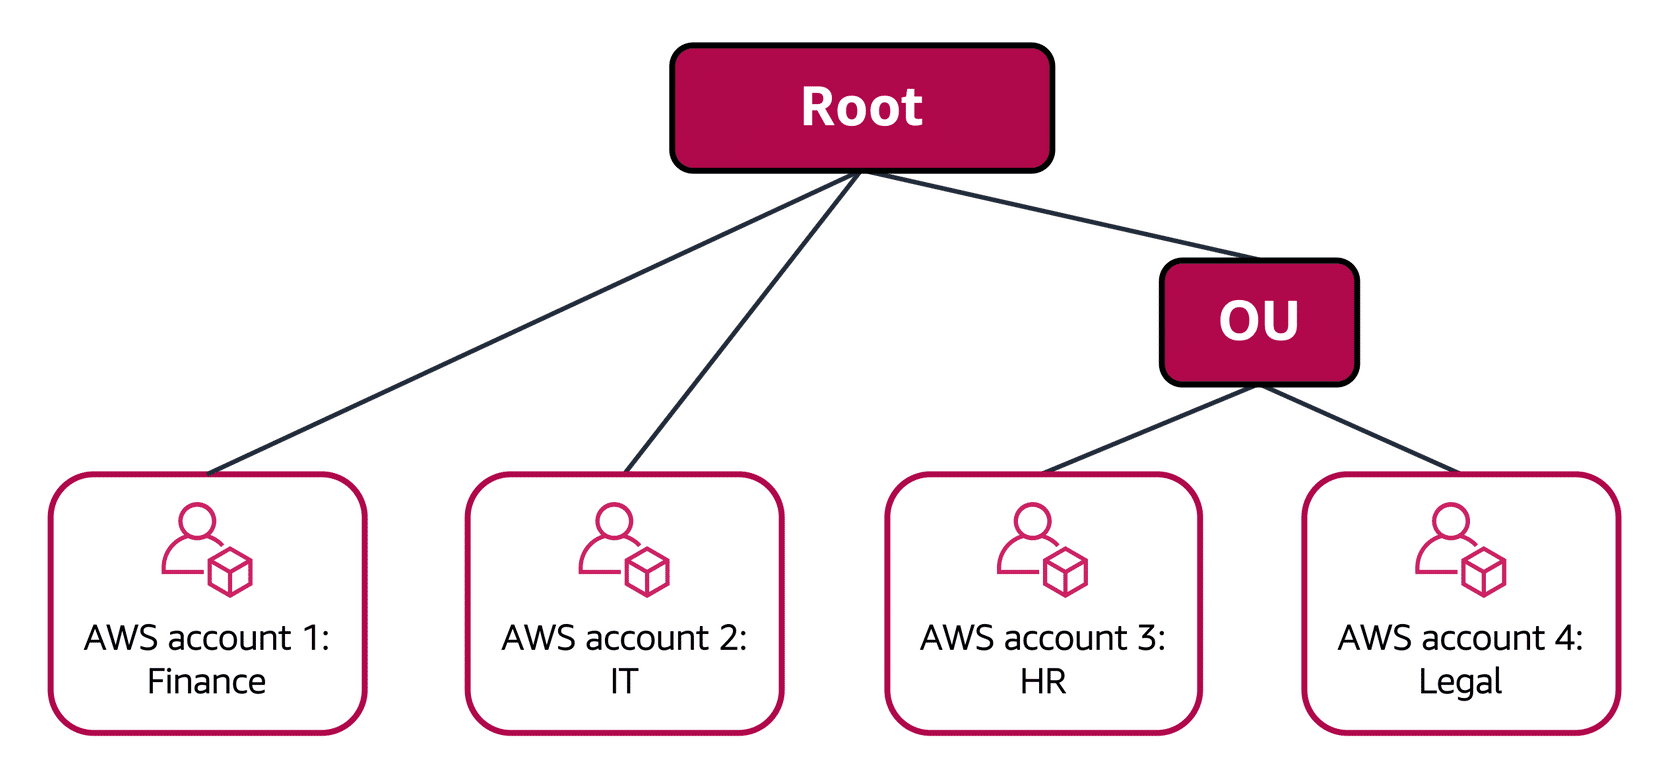 Root
OU
AWS account 1:
Finance
AWS account 2:
IT
AWS account 3:
HR
AWS account 4:
Legal